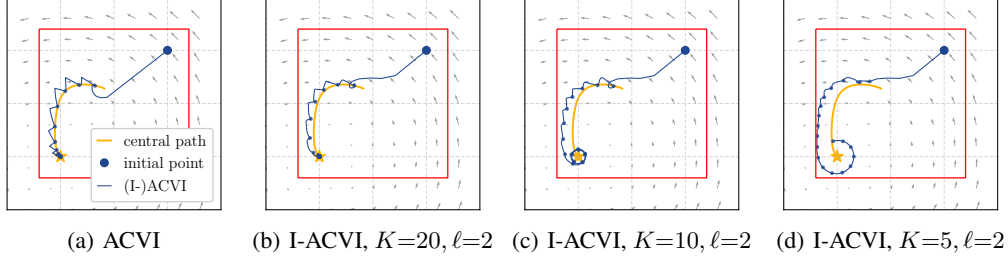 central path
initial point
(I-)ACVI
(a) ACVI
(b) I-ACVI, K=20, ℓ=2
(c) I-ACVI, K=10, ℓ=2
(d) I-ACVI, K=5, ℓ=2